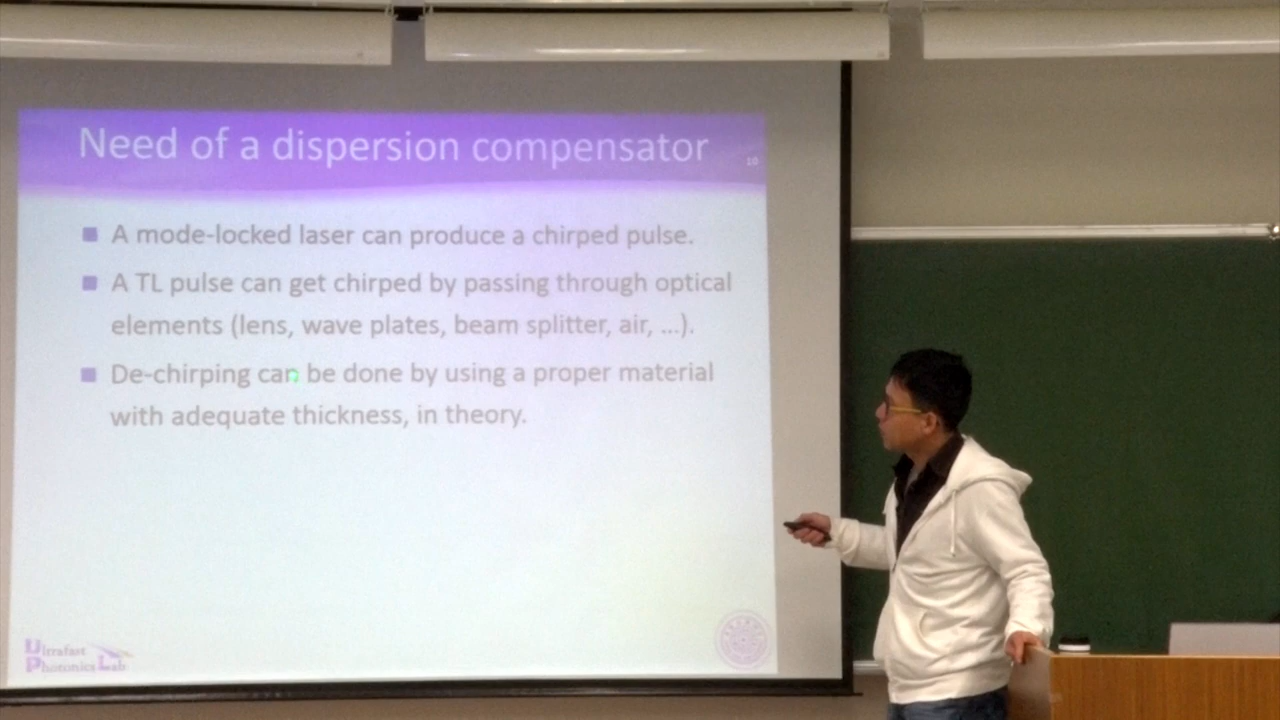 Need of a dispersion compensator
10
A mode-locked laser can produce a chirped pulse.
A TL pulse can get chirped by passing through optical
elements (lens, wave plates, beam splitter, air, ...).
De-chirping can be done by using a proper material
with adequate thickness, in theory.
Ultrafast
Photonics Lab